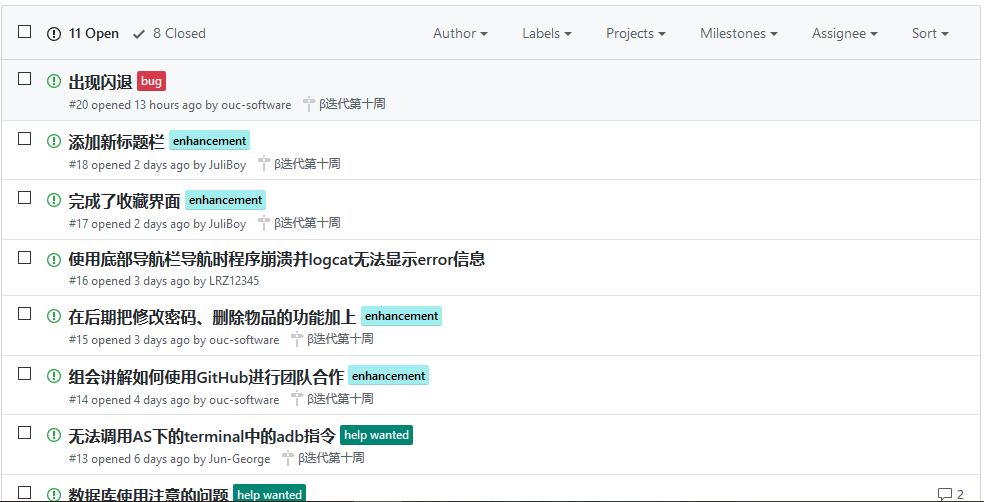 11 Open 8 Closed Author Labels Projects Milestones Assignee Sort
出现闪退 bug
#20 opened 13 hours ago by ouc-software β迭代第十周
添加新标题栏 enhancement
#18 opened 2 days ago by JuliBoy β迭代第十周
完成了收藏界面 enhancement
#17 opened 2 days ago by JuliBoy β迭代第十周
使用底部导航栏导航时程序崩溃并logcat无法显示error信息
#16 opened 3 days ago by LRZ12345
在后期把修改密码、删除物品的功能加上 enhancement
#15 opened 3 days ago by ouc-software β迭代第十周
组会讲解如何使用GitHub进行团队合作 enhancement
#14 opened 4 days ago by ouc-software β迭代第十周
无法调用AS下的terminal中的adb指令 help wanted
#13 opened 6 days ago by Jun-George β迭代第十周
数据库使用注意的问题 help wanted 2